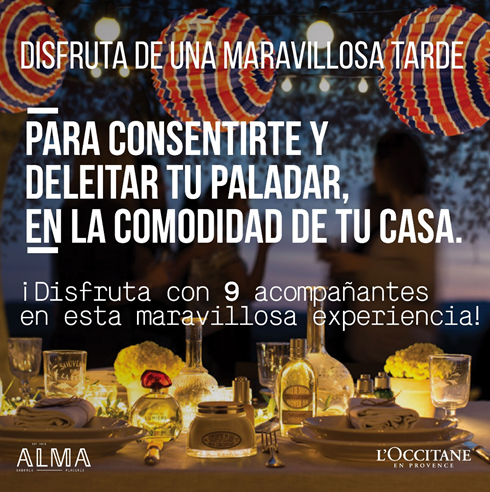 DISFRUTA DE UNA MARAVILLOSA TARDE
PARA CONSENTIRTE Y
DELEITAR TU PALADAR,
EN LA COMODIDAD DE TU CASA.
¡Disfruta con 9 acompañantes
en esta maravillosa experiencia!
ALMA
L'OCCITANE
EN PROVENCE